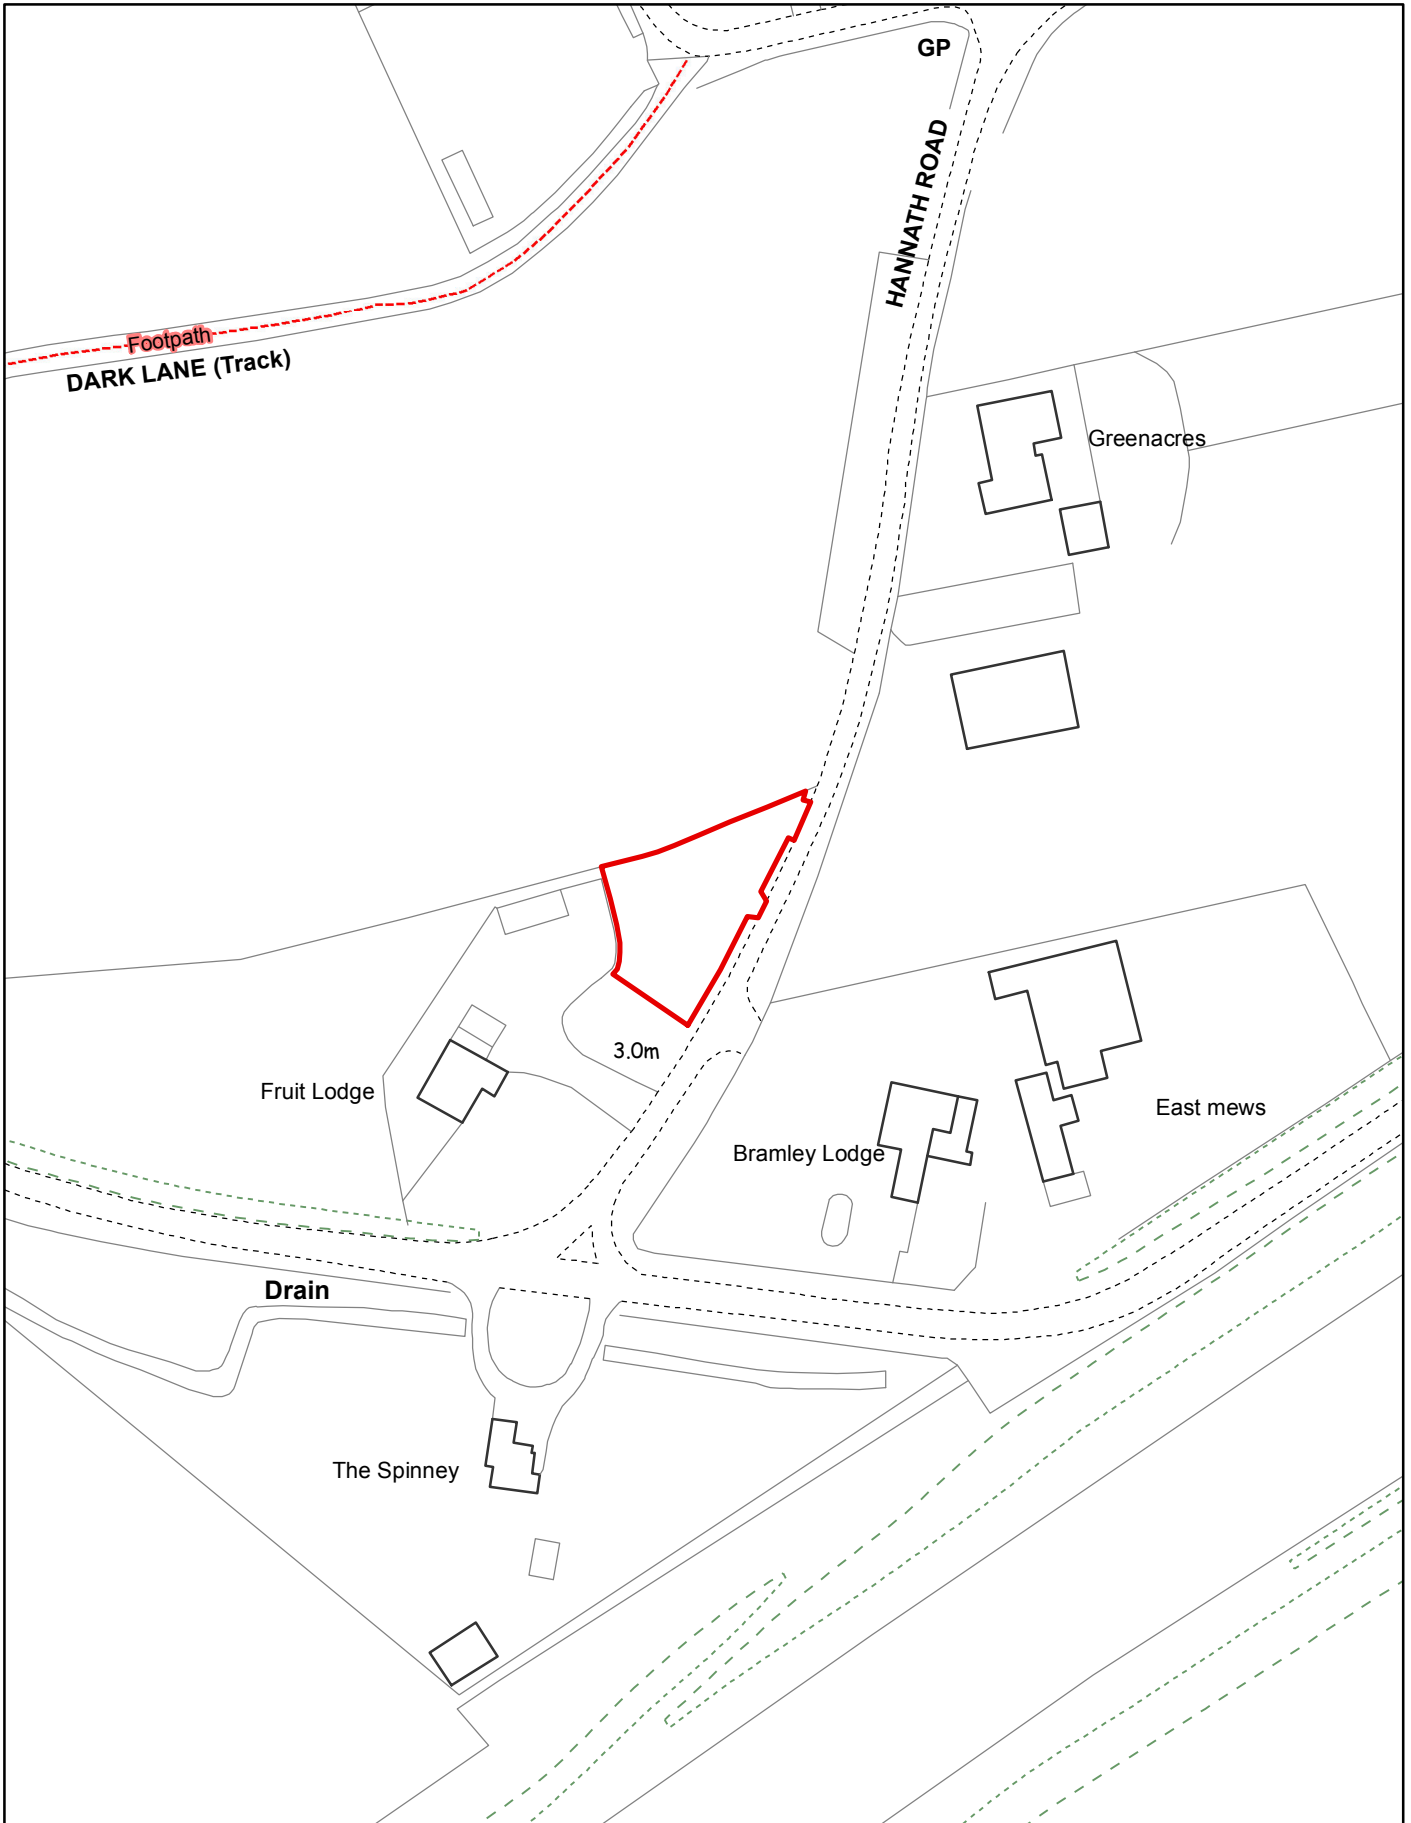 GP
HANNATH ROAD
Footpath
DARK LANE (Track)
Greenacres
3.0m
Fruit Lodge
East mews
Bramley Lodge
Drain
The Spinney